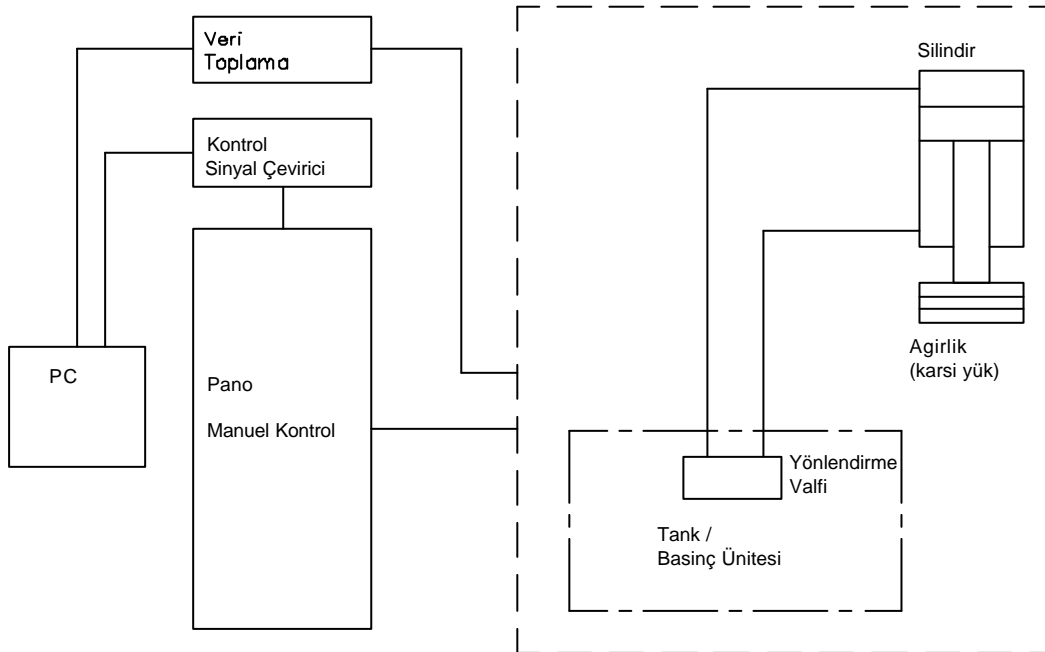 Veri
Toplama
Kontrol
Sinyal Çevirici
PC
Pano
Manuel Kontrol
Silindir
Agirlik
(karsi yük)
Yönlendirme
Valfi
Tank /
Basinç Ünitesi